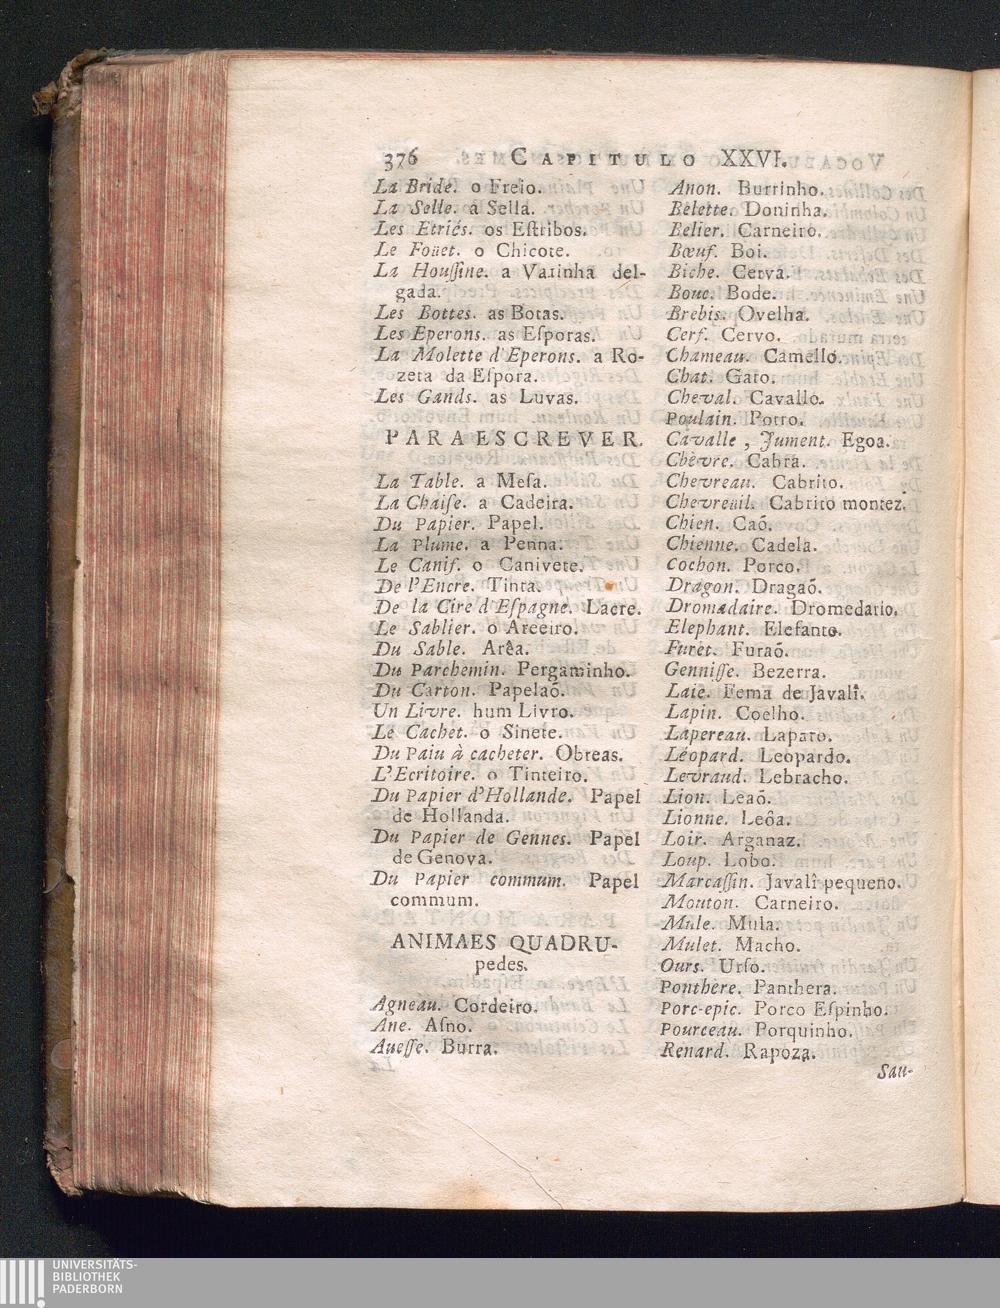 376 CAPITULO XXVI.
La Bride. o Freio.
La Selle. a Sella.
Les Etriés. os Eſtribos.
Le Foüet. o Chicote.
La Houſſine. a Varinha del-
gada.
Les Bottes. as Botas.
Les Eperons. as Eſporas.
La Molette d'Eperons. a Ro-
zeta da Eſpora.
Les Gands. as Luvas.
PARA ESCREVER.
La Table. a Meſa.
La Chaiſe. a Cadeira.
Du Papier. Papel.
La Plume. a Penna.
Le Canif. o Canivete.
De l'Encre. Tinta.
De la Cire d'Eſpagne. Lacre.
Le Sablier. o Areeiro.
Du Sable. Arêa.
Du Parchemin. Pergaminho.
Du Carton. Papelaõ.
Un Livre. hum Livro.
Le Cachet. o Sinete.
Du Paiu à cacheter. Obreas.
L'Ecritoire. o Tinteiro.
Du Papier d'Hollande. Papel
de Hollanda.
Du Papier de Gennes. Papel
de Genova.
Du Papier commum. Papel
commum.
ANIMAES QUADRU-
pedes.
Agneau. Cordeiro.
Ane. Aſno.
Aueſſe. Burra.
Anon. Burrinho.
Belette. Doninha.
Belier. Carneiro.
Bœuf. Boi.
Biche. Cerva.
Bouc. Bode.
Brebis. Ovelha.
Cerf. Cervo.
Chameau. Camello.
Chat. Gato.
Cheval. Cavallo.
Poulain. Potro.
Cavalle, Jument. Egoa.
Chêvre. Cabra.
Chevreau. Cabrito.
Chevreuil. Cabrito montez.
Chien. Caõ.
Chienne. Cadela.
Cochon. Porco.
Dragon. Dragaõ.
Dromadaire. Dromedario.
Elephant. Elefante.
Furet. Furaõ.
Genniſſe. Bezerra.
Laie. Fema de Javalî.
Lapin. Coelho.
Lapereau. Laparo.
Léopard. Leopardo.
Levraud. Lebracho.
Lion. Leaõ.
Lionne. Leôa.
Loir. Arganaz.
Loup. Lobo.
Marcaſſin. Javalî pequeno.
Mouton. Carneiro.
Mule. Mula.
Mulet. Macho.
Ours. Urſo.
Ponthère. Panthera.
Porc-epic. Porco Eſpinho.
Pourceau. Porquinho.
Renard. Rapoza.
Sau-
UNIVERSITÄTS-
BIBLIOTHEK
PADERBORN